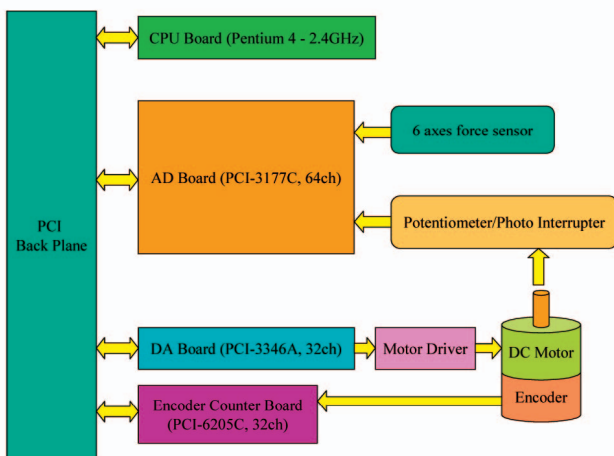 CPU Board (Pentium 4 - 2.4GHz)
6 axes force sensor
AD Board (PCI-3177C, 64ch)
PCI
Back Plane
Potentiometer/Photo Interrupter
DA Board (PCI-3346A, 32ch)
Motor Driver
DC Motor
Encoder
Encoder Counter Board
(PCI-6205C, 32ch)